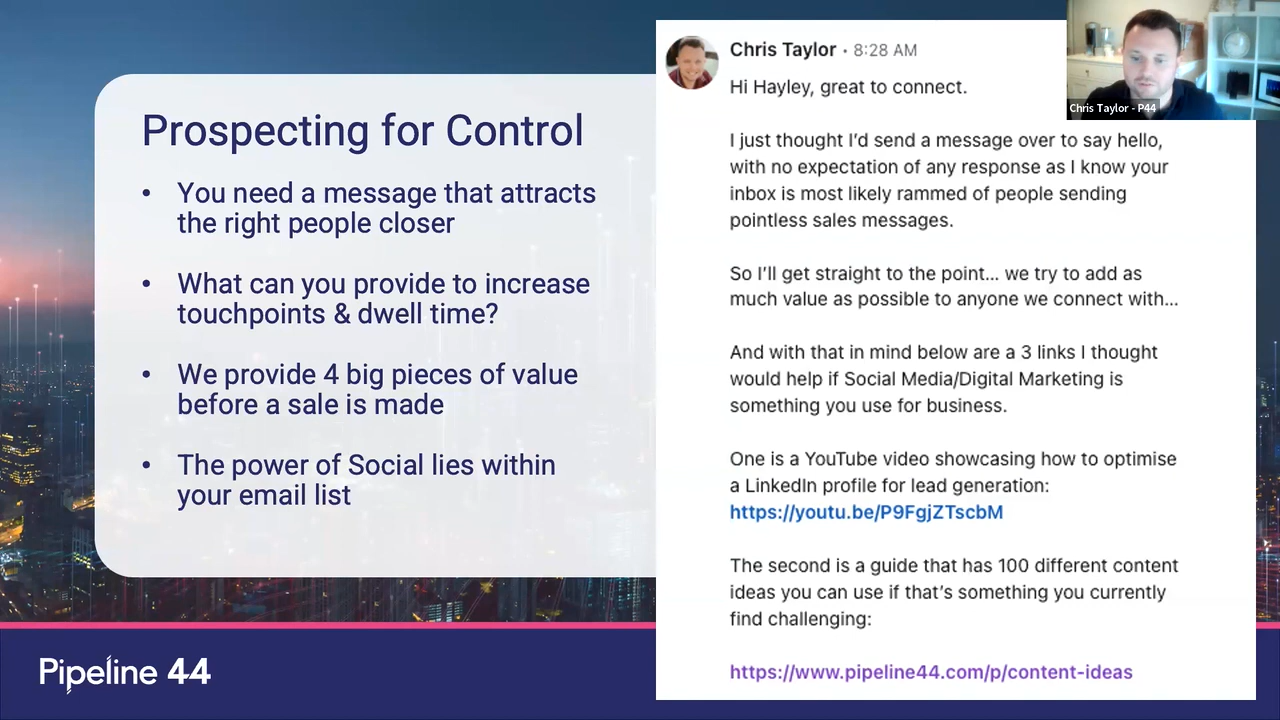 Prospecting for Control
• You need a message that attracts
the right people closer
• What can you provide to increase
touchpoints & dwell time?
• We provide 4 big pieces of value
before a sale is made
• The power of Social lies within
your email list
Pipeline 44
Chris Taylor • 8:28 AM
Hi Hayley, great to connect.
I just thought I’d send a message over to say hello,
with no expectation of any response as I know your
inbox is most likely rammed of people sending
pointless sales messages.
So I’ll get straight to the point... we try to add as
much value as possible to anyone we connect with...
And with that in mind below are a 3 links I thought
would help if Social Media/Digital Marketing is
something you use for business.
One is a YouTube video showcasing how to optimise
a LinkedIn profile for lead generation:
https://youtu.be/P9FgjZTscbM
The second is a guide that has 100 different content
ideas you can use if that’s something you currently
find challenging:
https://www.pipeline44.com/p/content-ideas
Chris Taylor - P44